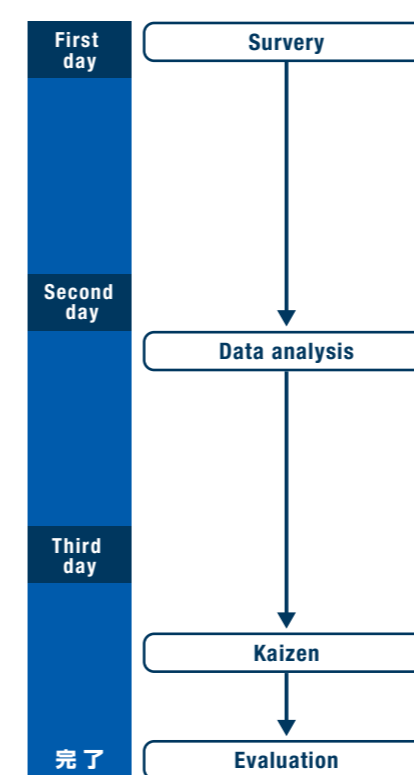 First
day
Survery
Second
day
Data analysis
Third
day
Kaizen
完了
Evaluation